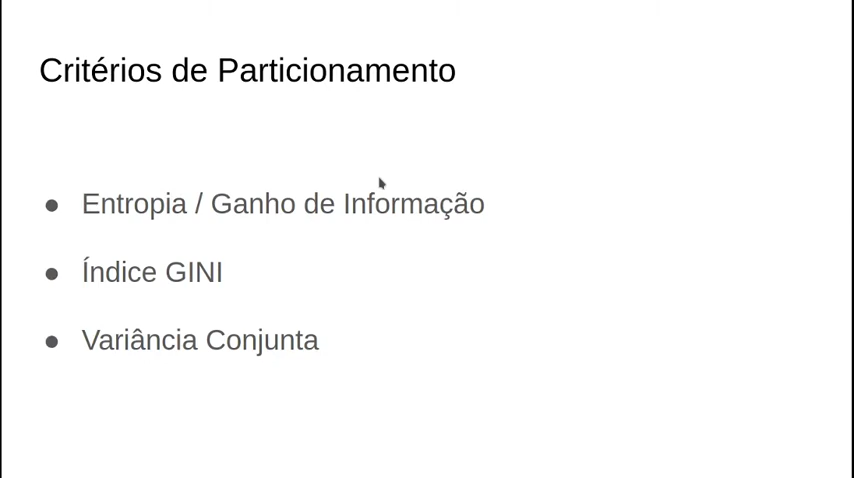 Critérios de Particionamento
● Entropia / Ganho de Informação
● Índice GINI
● Variância Conjunta